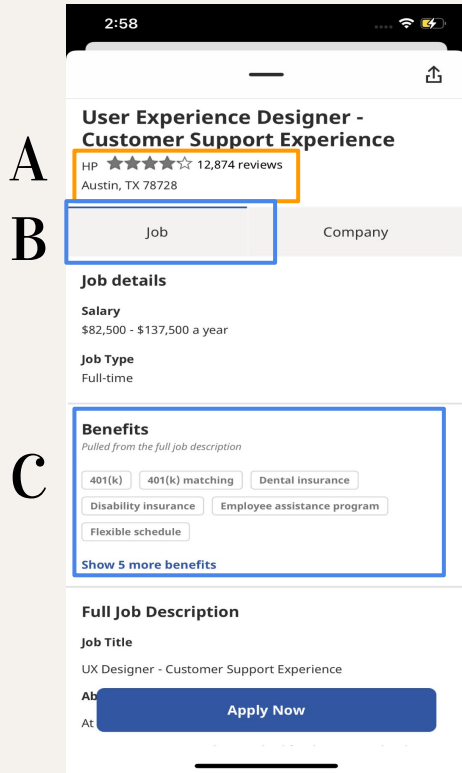 2:58
User Experience Designer -
Customer Support Experience
A
HP 12,874 reviews
Austin, TX 78728
B
Job Company
Job details
Salary
$82,500 - $137,500 a year
Job Type
Full-time
C
Benefits
Pulled from the full job description
401(k) 401(k) matching Dental insurance
Disability insurance Employee assistance program
Flexible schedule
Show 5 more benefits
Full Job Description
Job Title
UX Designer - Customer Support Experience
Ab
Apply Now
At